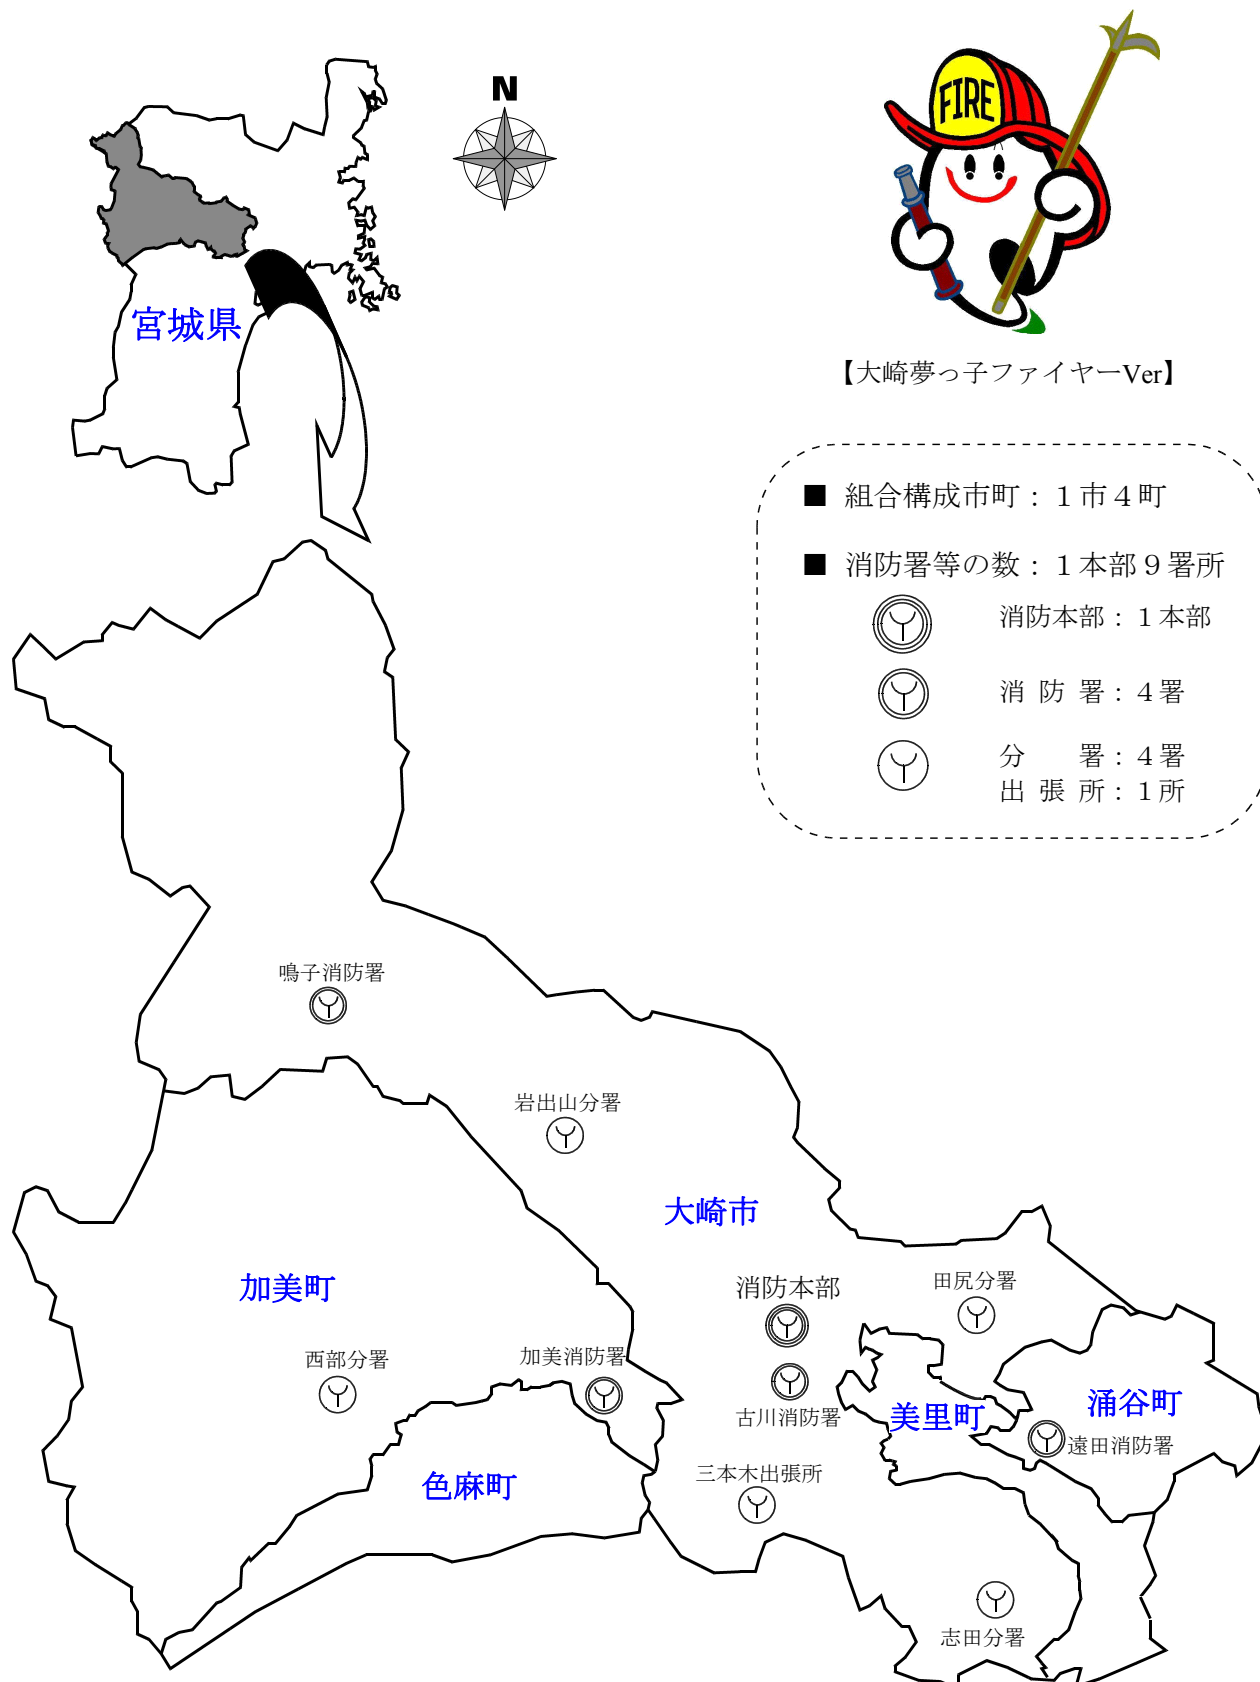 N
FIRE
宮城県
【大崎夢っ子ファイヤーVer】
■ 組合構成市町：１市４町
■ 消防署等の数：１本部９署所
消防本部：１本部
消 防 署：４署
分　　署：４署
出 張 所：１所
鳴子消防署
岩出山分署
大崎市
加美町
消防本部
田尻分署
西部分署
加美消防署
古川消防署
美里町
涌谷町
遠田消防署
色麻町
三本木出張所
志田分署